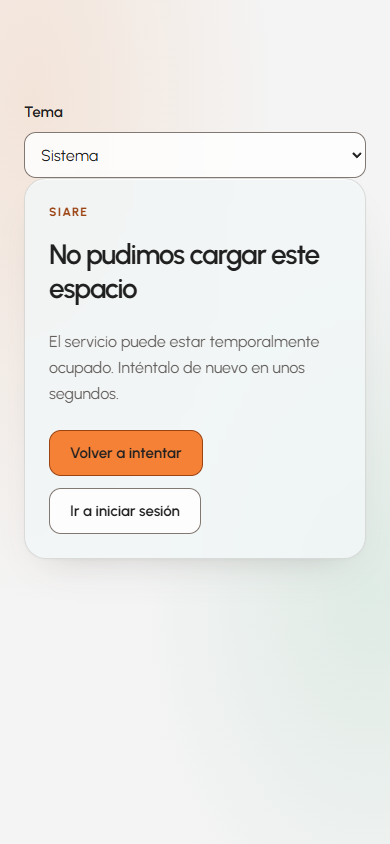 Tema
Sistema
SIARE
No pudimos cargar este
espacio
El servicio puede estar temporalmente
ocupado. Inténtalo de nuevo en unos
segundos.
Volver a intentar
Ir a iniciar sesión